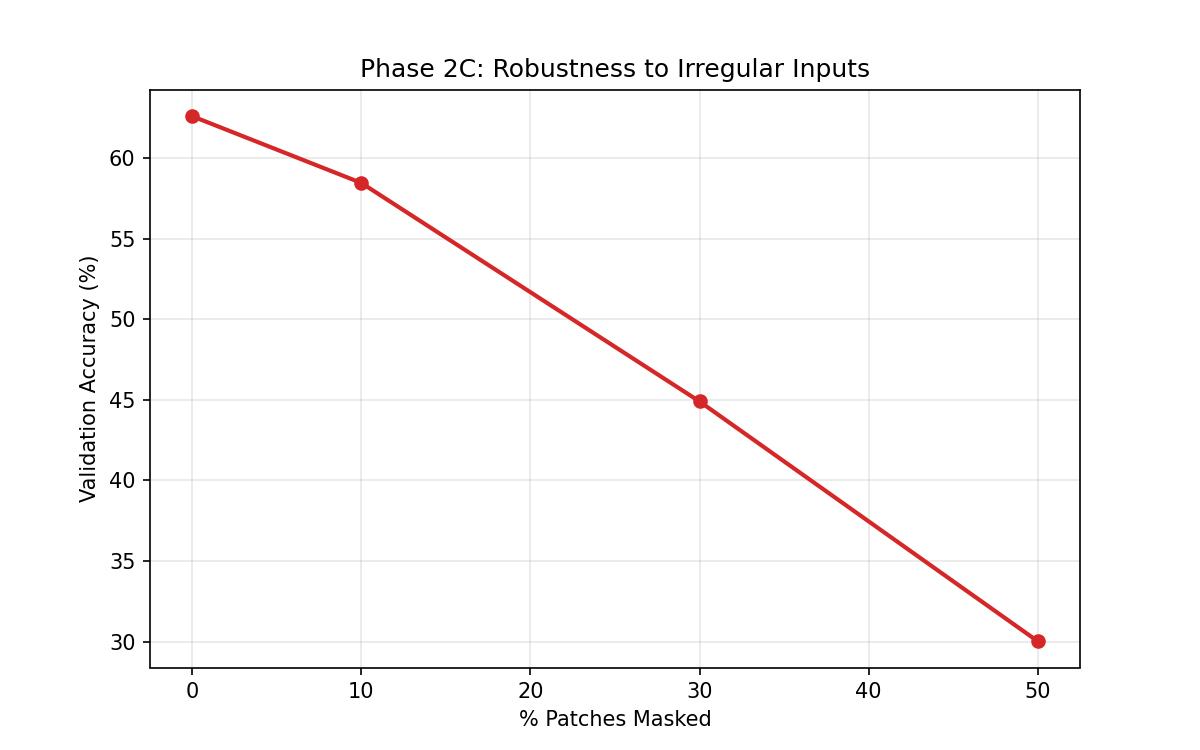 Phase 2C: Robustness to Irregular Inputs
Validation Accuracy (%)
60
55
50
45
40
35
30
0 10 20 30 40 50
% Patches Masked